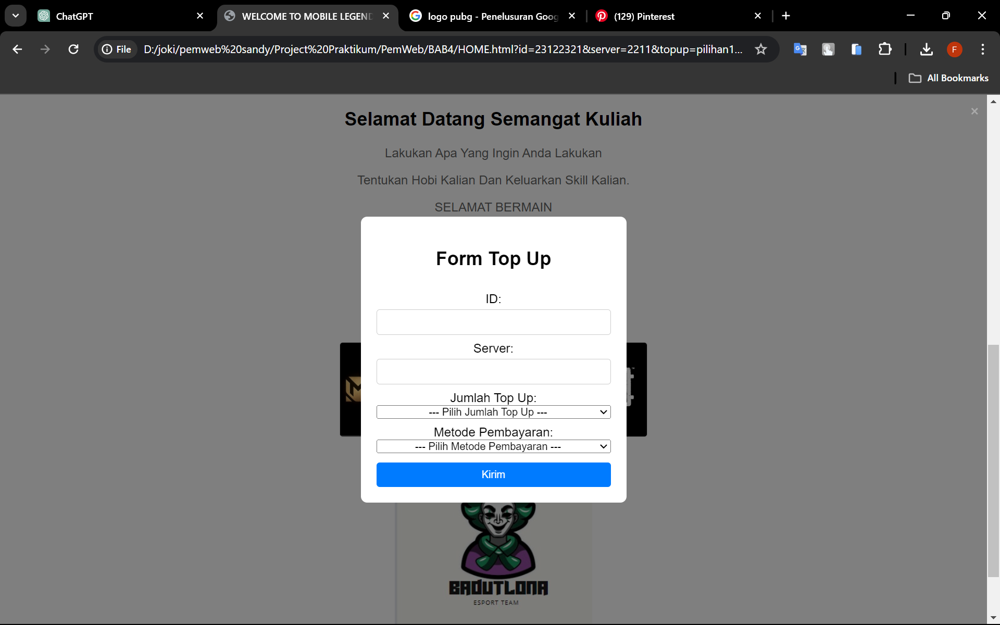 ChatGPT
WELCOME TO MOBILE LEGEND
logo pubg - Penelusuran Goog
(129) Pinterest
File
D:/joki/pemweb%20sandy/Project%20Praktikum/PemWeb/BAB4/HOME.html?id=23122321&server=2211&topup=pilihan1...
F
All Bookmarks
Selamat Datang Semangat Kuliah
Lakukan Apa Yang Ingin Anda Lakukan
Tentukan Hobi Kalian Dan Keluarkan Skill Kalian.
SELAMAT BERMAIN
Form Top Up
ID:
Server:
Jumlah Top Up:
--- Pilih Jumlah Top Up ---
Metode Pembayaran:
--- Pilih Metode Pembayaran ---
Kirim
BADUTLONA
ESPORT TEAM